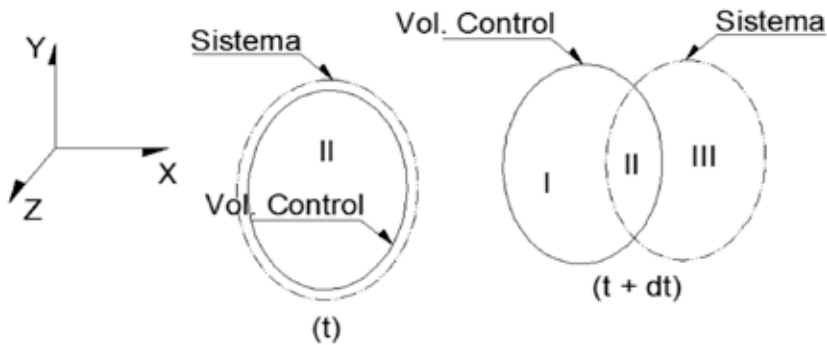 Y
X
Z
Sistema
II
Vol. Control
(t)
Vol. Control
Sistema
I
II
III
(t + dt)